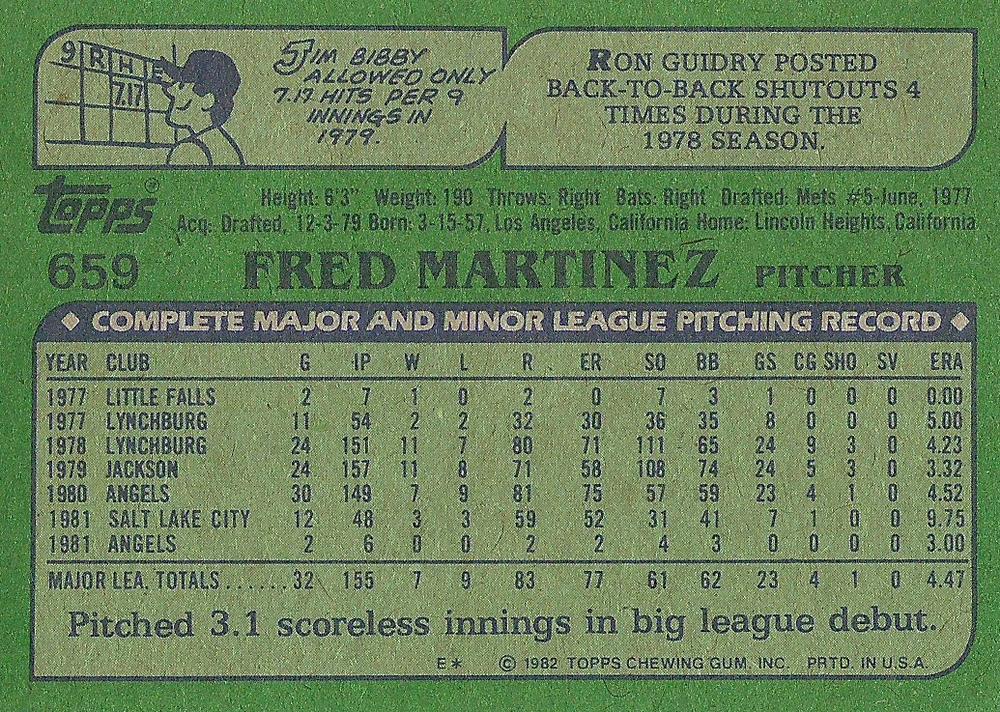 9 R H E
7.17
JIM BIBBY
ALLOWED ONLY
7.17 HITS PER 9
INNINGS IN
1979.
RON GUIDRY POSTED
BACK-TO-BACK SHUTOUTS 4
TIMES DURING THE
1978 SEASON.
TOPPS®
Height: 6'3" Weight: 190 Throws: Right Bats: Right Drafted: Mets #5-June, 1977
Acq: Drafted, 12-3-79 Born: 3-15-57, Los Angeles, California Home: Lincoln Heights, California
659 FRED MARTINEZ PITCHER
◆ COMPLETE MAJOR AND MINOR LEAGUE PITCHING RECORD ◆
YEAR CLUB G IP W L R ER SO BB GS CG SHO SV ERA
1977 LITTLE FALLS 2 7 1 0 2 0 7 3 1 0 0 0 0.00
1977 LYNCHBURG 11 54 2 2 32 30 36 35 8 0 0 0 5.00
1978 LYNCHBURG 24 151 11 7 80 71 111 65 24 9 3 0 4.23
1979 JACKSON 24 157 11 8 71 58 108 74 24 5 3 0 3.32
1980 ANGELS 30 149 7 9 81 75 57 59 23 4 1 0 4.52
1981 SALT LAKE CITY 12 48 3 3 59 52 31 41 7 1 0 0 9.75
1981 ANGELS 2 6 0 0 2 2 4 3 0 0 0 0 3.00
MAJOR LEA. TOTALS...... 32 155 7 9 83 77 61 62 23 4 1 0 4.47
Pitched 3.1 scoreless innings in big league debut.
E* © 1982 TOPPS CHEWING GUM, INC. PRTD. IN U.S.A.